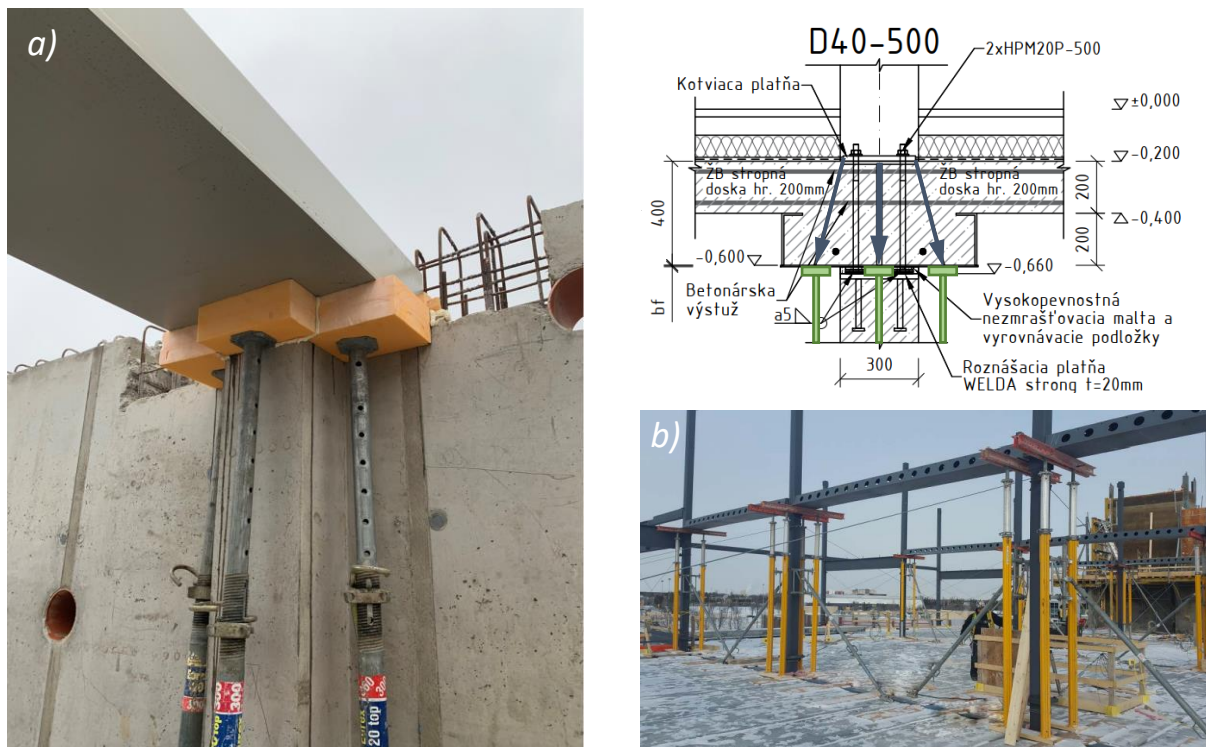 a)
D40-500
2xHPM20P-500
Kotviaca platňa
±0,000
-0,200
ŽB stropná
doska hr. 200mm
ŽB stropná
doska hr. 200mm
400
200
-0,400
200
-0,600
-0,660
Betonárska
výstuž
a5
bf
Vysokopevnostná
nezmrašťovacia malta a
vyrovnávacie podložky
300
Roznášacia platňa
WELDA strong t=20mm
b)
300
20 top
300
top